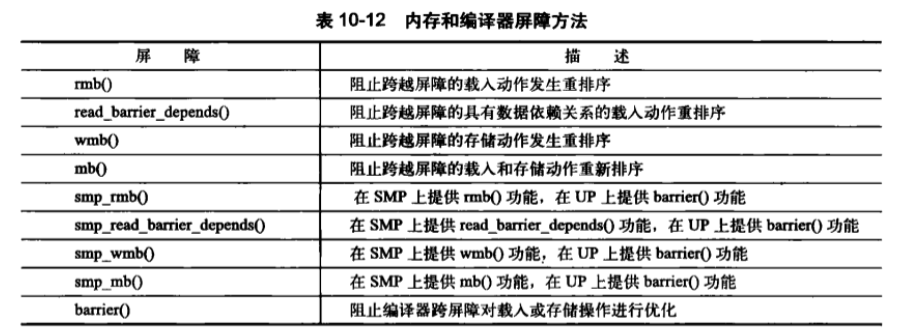 表 10-12 内存和编译器屏障方法
屏 障 描 述
rmb() 阻止跨越屏障的载入动作发生重排序
read_barrier_depends() 阻止跨越屏障的具有数据依赖关系的载入动作重排序
wmb() 阻止跨越屏障的存储动作发生重排序
mb() 阻止跨越屏障的载入和存储动作重新排序
smp_rmb() 在 SMP 上提供 rmb() 功能，在 UP 上提供 barrier() 功能
smp_read_barrier_depends() 在 SMP 上提供 read_barrier_depends() 功能，在 UP 上提供 barrier() 功能
smp_wmb() 在 SMP 上提供 wmb() 功能，在 UP 上提供 barrier() 功能
smp_mb() 在 SMP 上提供 mb() 功能，在 UP 上提供 barrier() 功能
barrier() 阻止编译器跨屏障对载入或存储操作进行优化